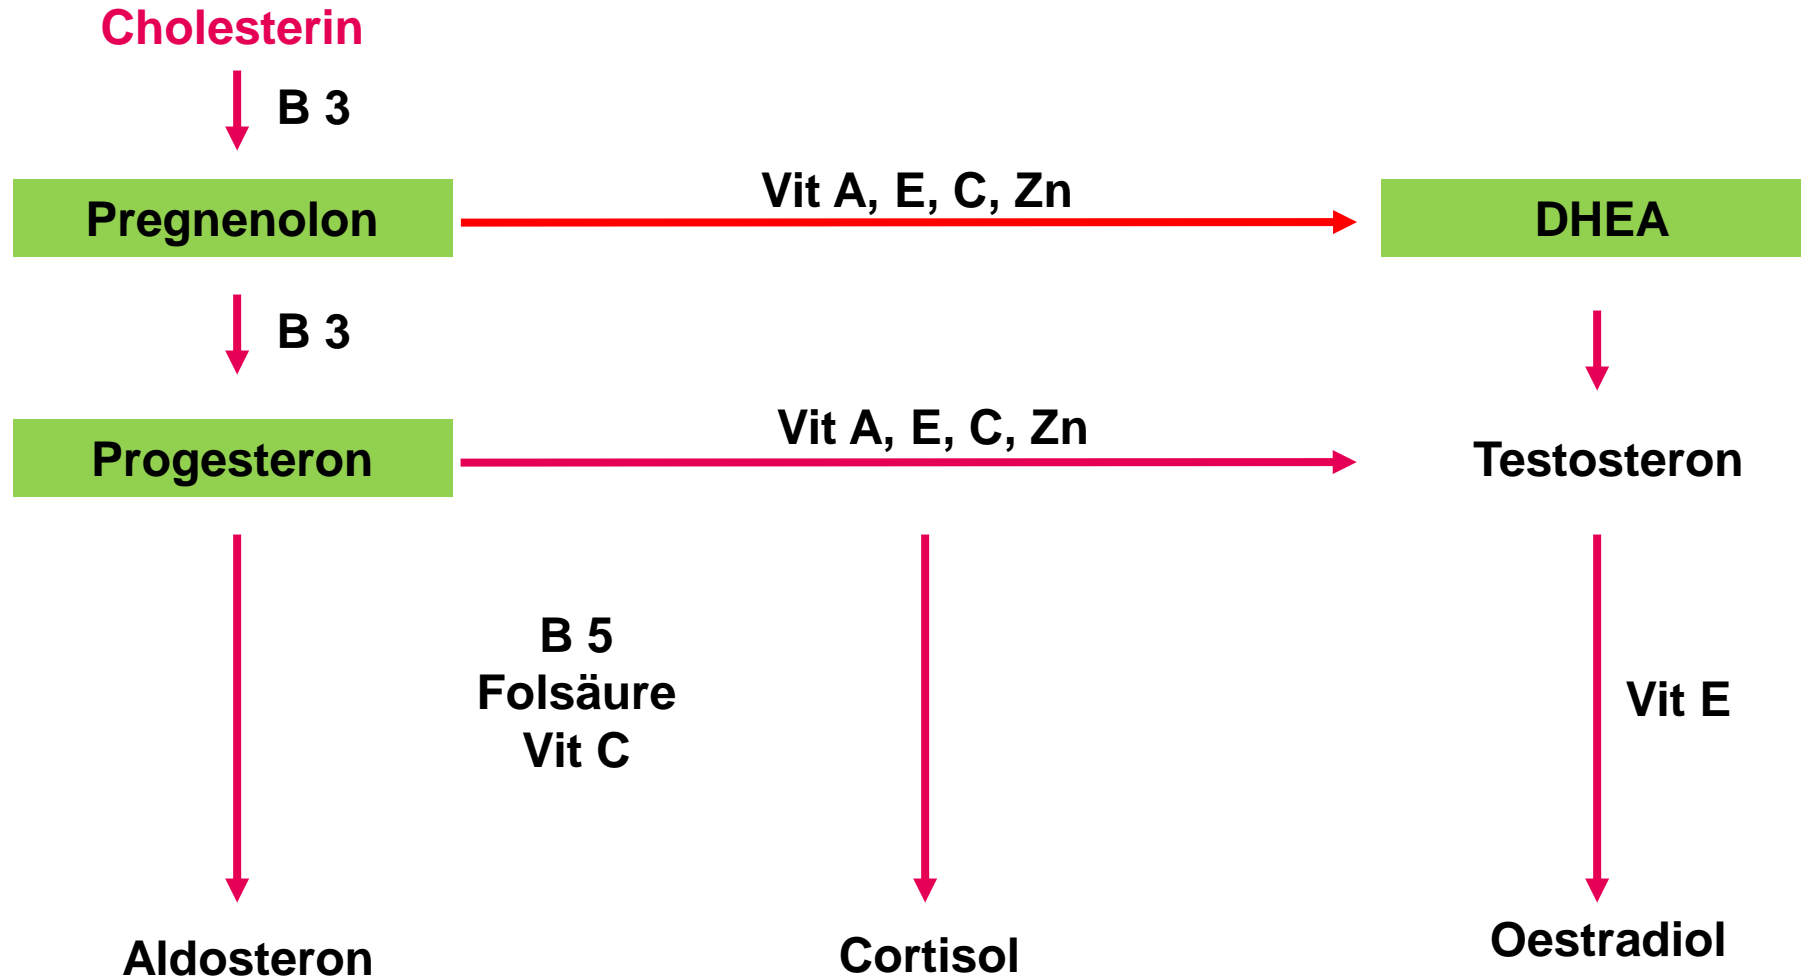 Cholesterin
B 3
Vit A, E, C, Zn
Pregnenolon
DHEA
B 3
Vit A, E, C, Zn
Progesteron
Testosteron
B 5
Folsäure
Vit C
Vit E
Aldosteron
Cortisol
Oestradiol